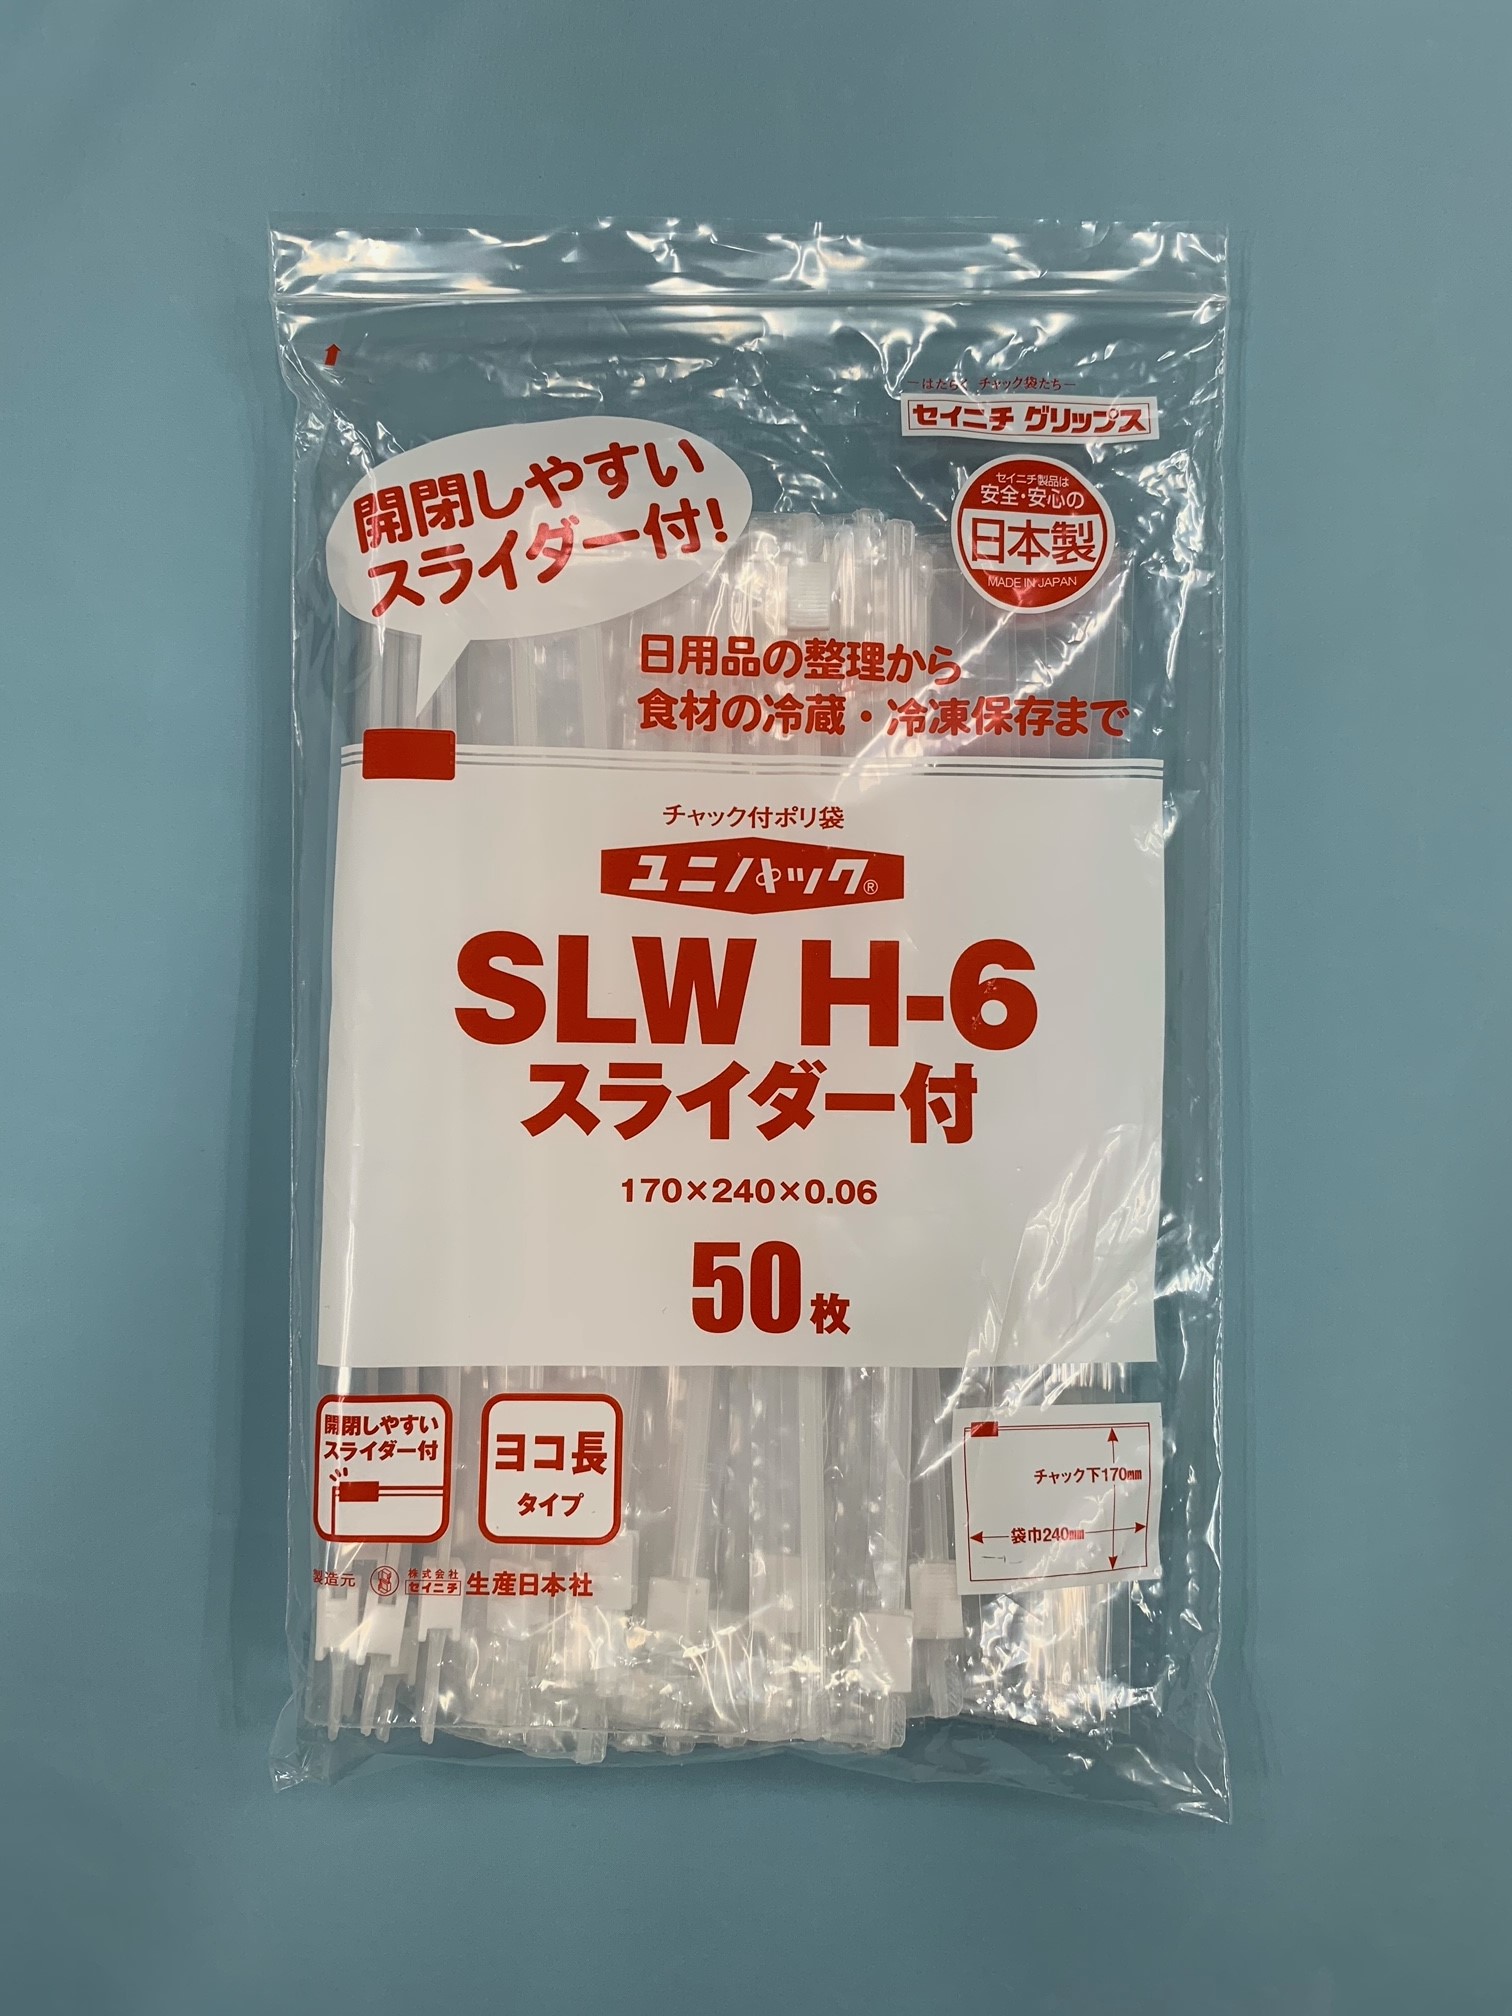 ―はたらく チャック袋たち―
セイニチ グリップス
開閉しやすい
スライダー付!
セイニチ製品は
安全・安心の
日本製
MADE IN JAPAN
日用品の整理から
食材の冷蔵・冷凍保存まで
チャック付ポリ袋
ユニパック®
SLW H-6
スライダー付
170×240×0.06
50枚
開閉しやすい
スライダー付
ヨコ長
タイプ
チャック下170mm
袋巾240mm
製造元 株式会社 セイニチ 生産日本社